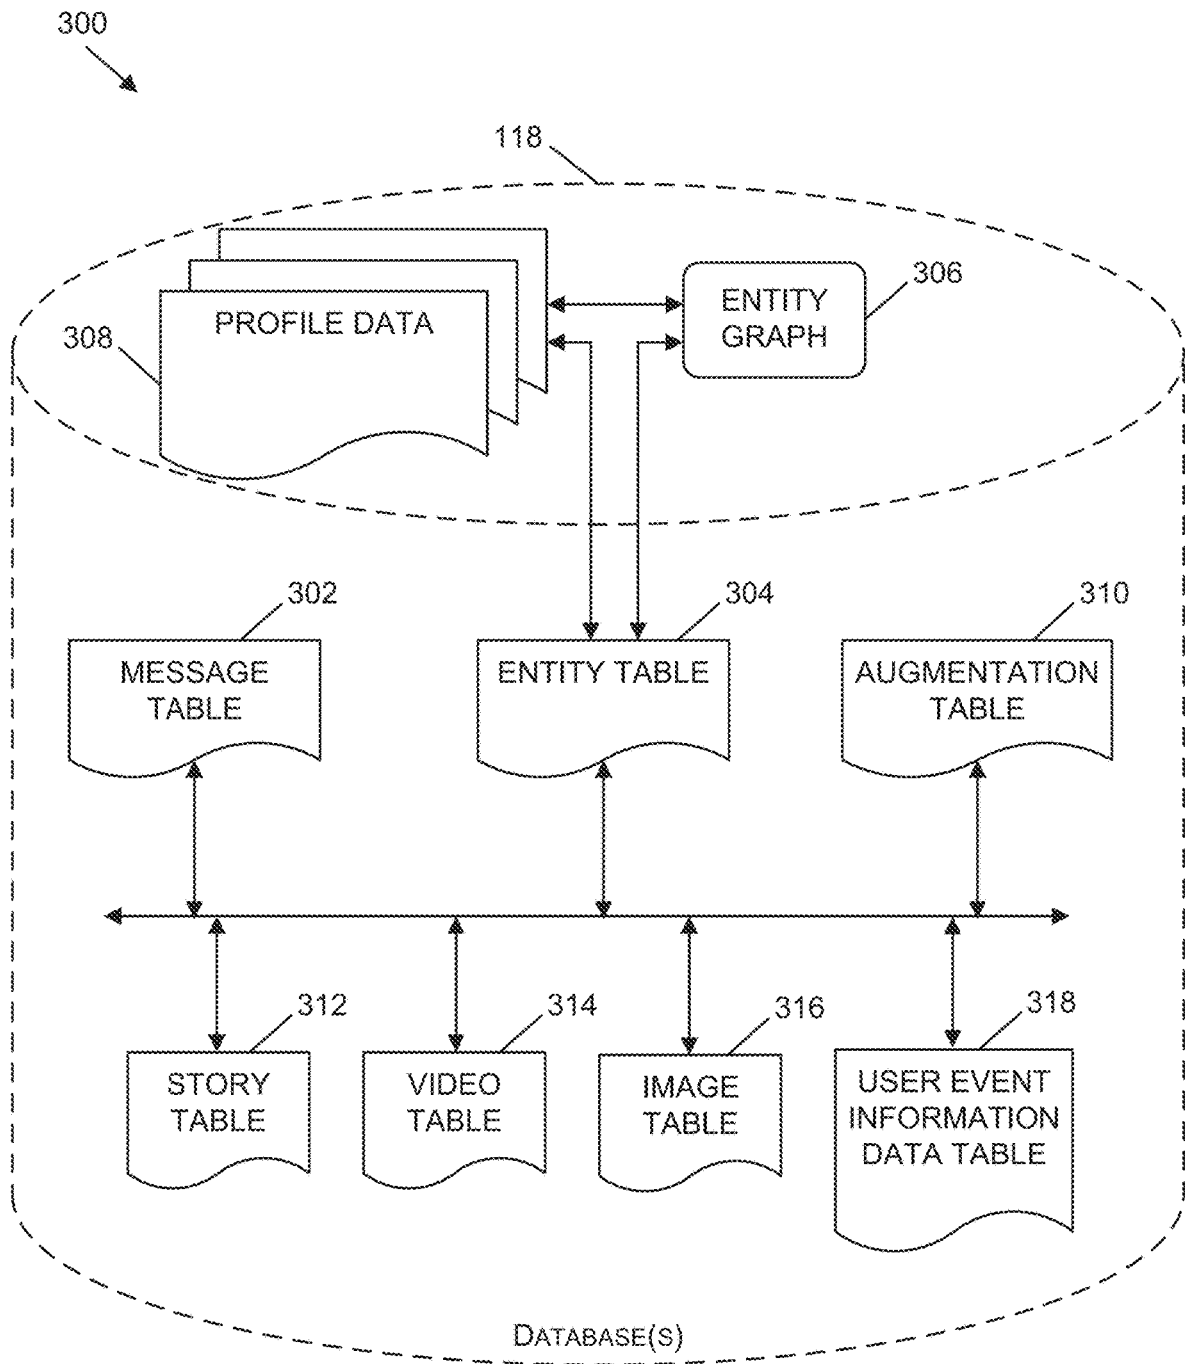 300
118
PROFILE DATA
308
ENTITY
GRAPH
306
302
MESSAGE
TABLE
304
ENTITY TABLE
310
AUGMENTATION
TABLE
312
STORY
TABLE
314
VIDEO
TABLE
316
IMAGE
TABLE
318
USER EVENT
INFORMATION
DATA TABLE
DATABASE(S)